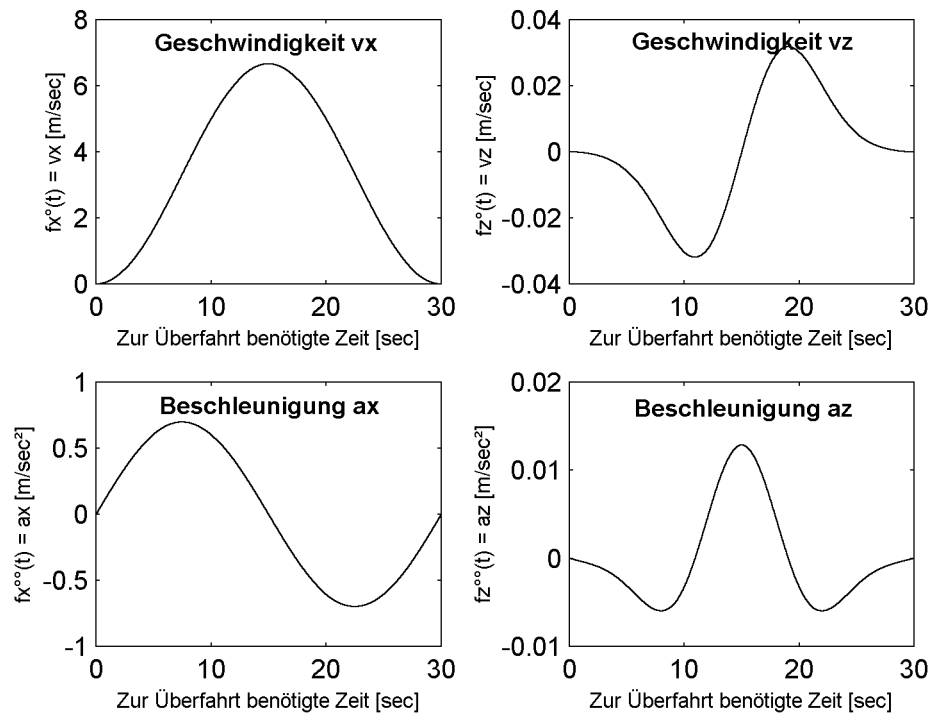 Geschwindigkeit vx
fx°(t) = vx [m/sec]
8
6
4
2
0
0 10 20 30
Zur Überfahrt benötigte Zeit [sec]
Geschwindigkeit vz
fz°(t) = vz [m/sec]
0.04
0.02
0
-0.02
-0.04
0 10 20 30
Zur Überfahrt benötigte Zeit [sec]
Beschleunigung ax
fx°°(t) = ax [m/sec²]
1
0.5
0
-0.5
-1
0 10 20 30
Zur Überfahrt benötigte Zeit [sec]
Beschleunigung az
fz°°(t) = az [m/sec²]
0.02
0.01
0
-0.01
0 10 20 30
Zur Überfahrt benötigte Zeit [sec]